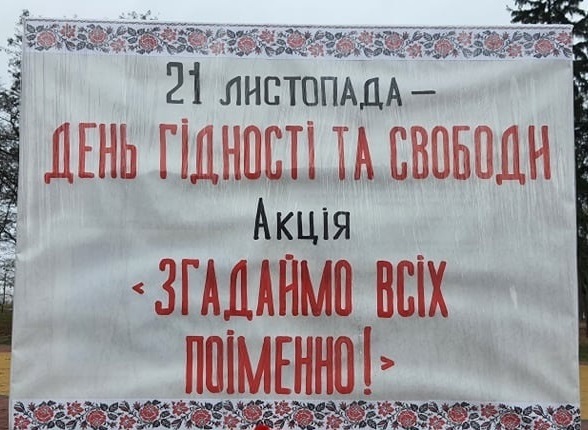 21 ЛИСТОПАДА –
ДЕНЬ ГІДНОСТІ ТА СВОБОДИ
АКЦІЯ
<ЗГАДАЙМО ВСІХ
ПОІМЕННО!>